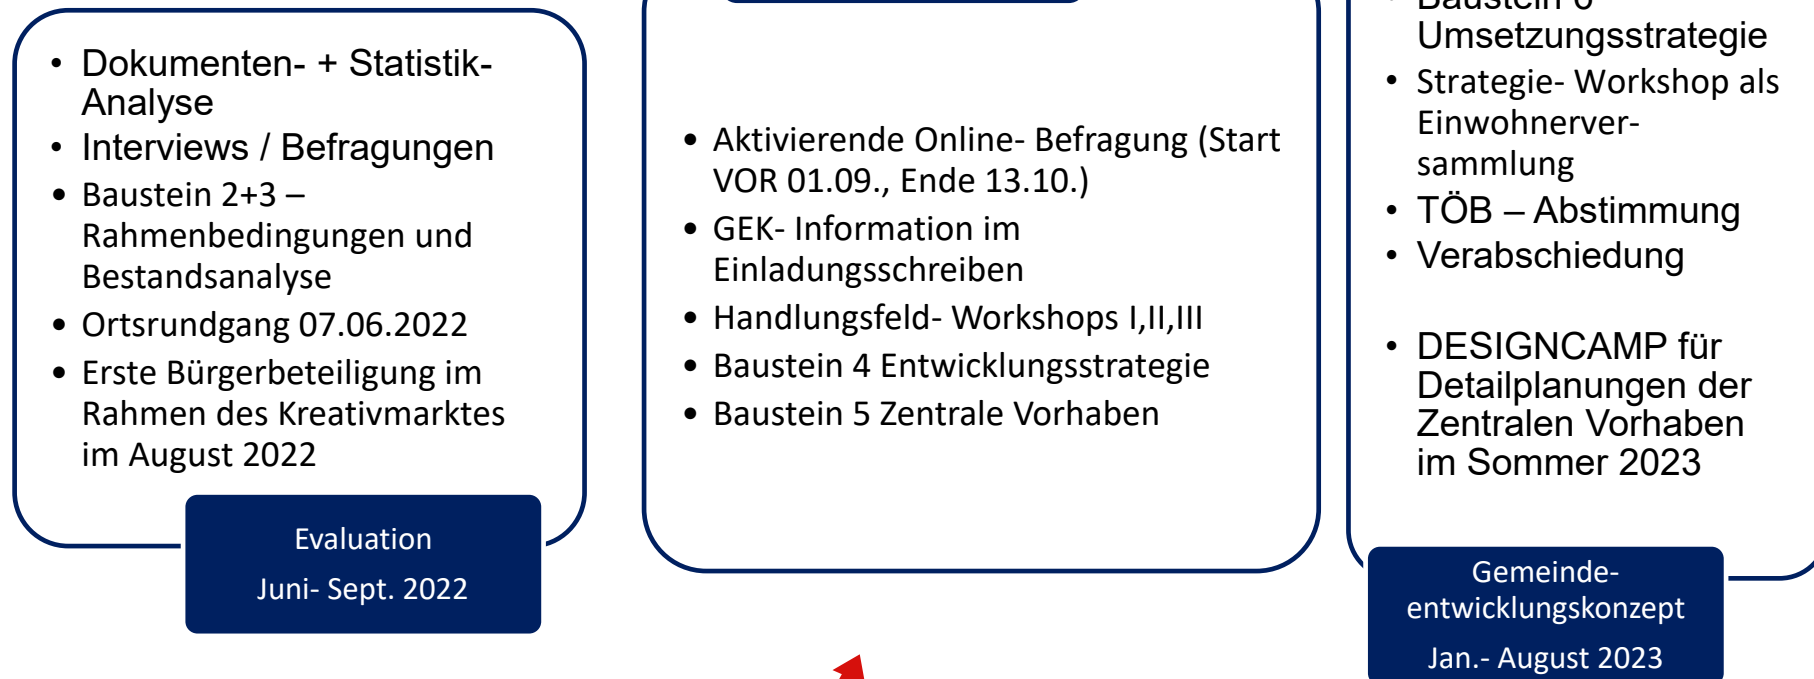 • Dokumenten- + Statistik-
Analyse
• Interviews / Befragungen
• Baustein 2+3 –
Rahmenbedingungen und
Bestandsanalyse
• Ortsrundgang 07.06.2022
• Erste Bürgerbeteiligung im
Rahmen des Kreativmarktes
im August 2022
Evaluation
Juni- Sept. 2022
• Aktivierende Online- Befragung (Start
VOR 01.09., Ende 13.10.)
• GEK- Information im
Einladungsschreiben
• Handlungsfeld- Workshops I,II,III
• Baustein 4 Entwicklungsstrategie
• Baustein 5 Zentrale Vorhaben
• Baustein 6
Umsetzungsstrategie
• Strategie- Workshop als
Einwohnerver-
sammlung
• TÖB – Abstimmung
• Verabschiedung
• DESIGNCAMP für
Detailplanungen der
Zentralen Vorhaben
im Sommer 2023
Gemeinde-
entwicklungskonzept
Jan.- August 2023